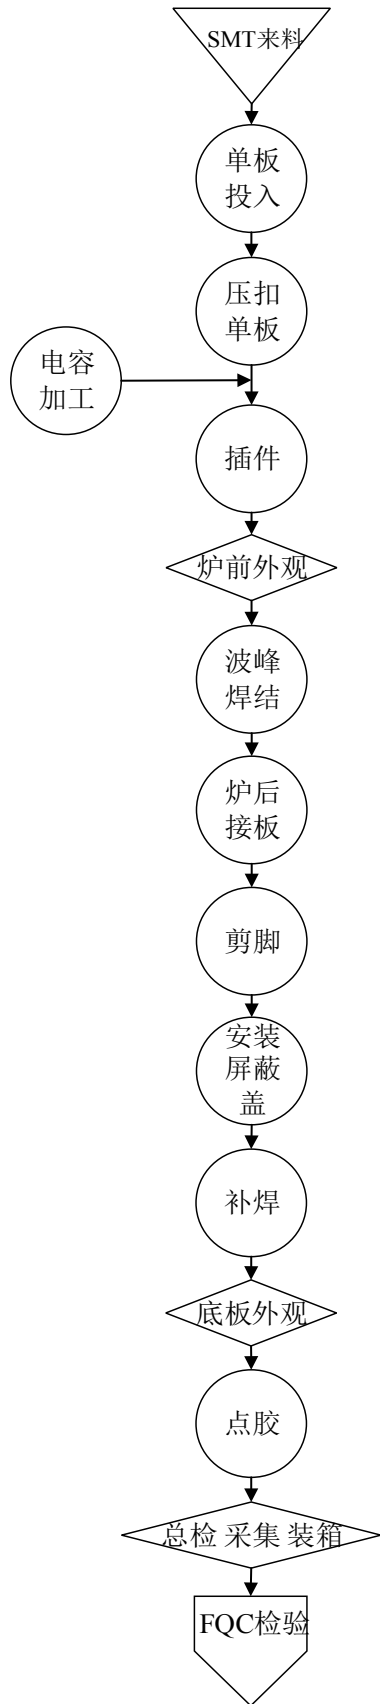 SMT来料
单板
投入
压扣
单板
电容
加工
插件
炉前外观
波峰
焊结
炉后
接板
剪脚
安装
屏蔽
盖
补焊
底板外观
点胶
总检 采集 装箱
FQC检验